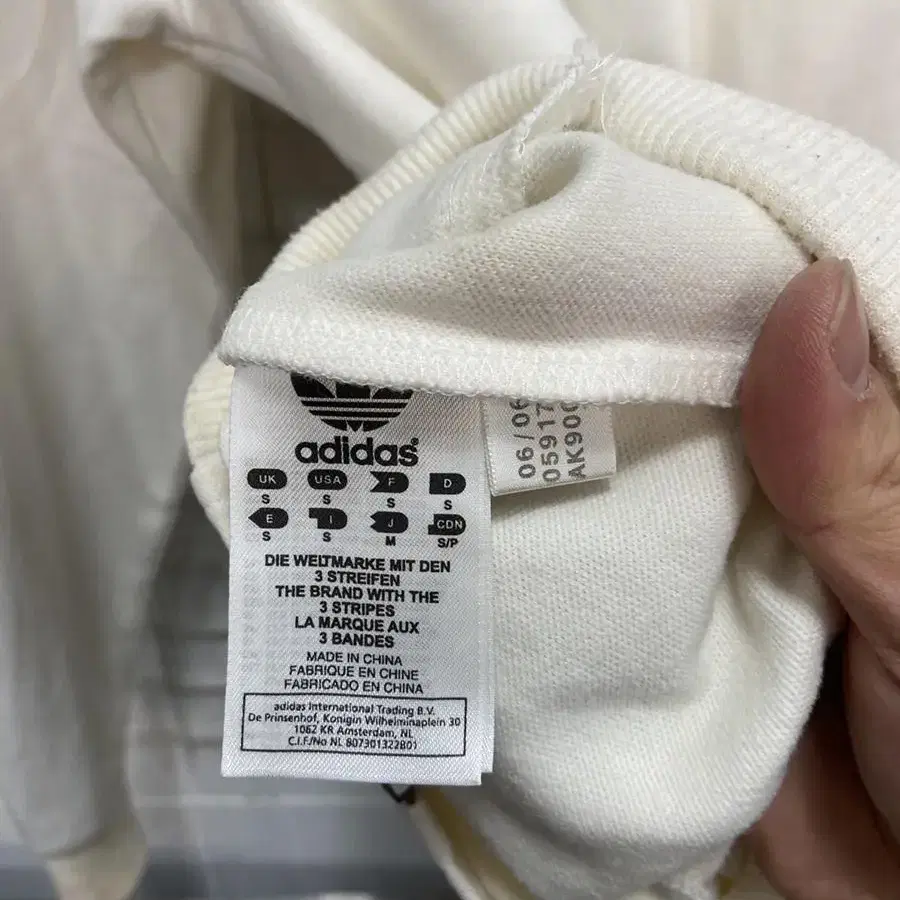 adidas
UK USA F D
S S S S
E I J CDN
S S M S/P
DIE WELTMARKE MIT DEN
3 STREIFEN
THE BRAND WITH THE
3 STRIPES
LA MARQUE AUX
3 BANDES
MADE IN CHINA
FABRIQUE EN CHINE
FABRICADO EN CHINA
adidas International Trading B.V.
De Prinsenhof, Konigin Wilhelminaplein 30
1062 KR Amsterdam, NL
C.I.F/No NL 807301322B01
06/06
05917
AK900